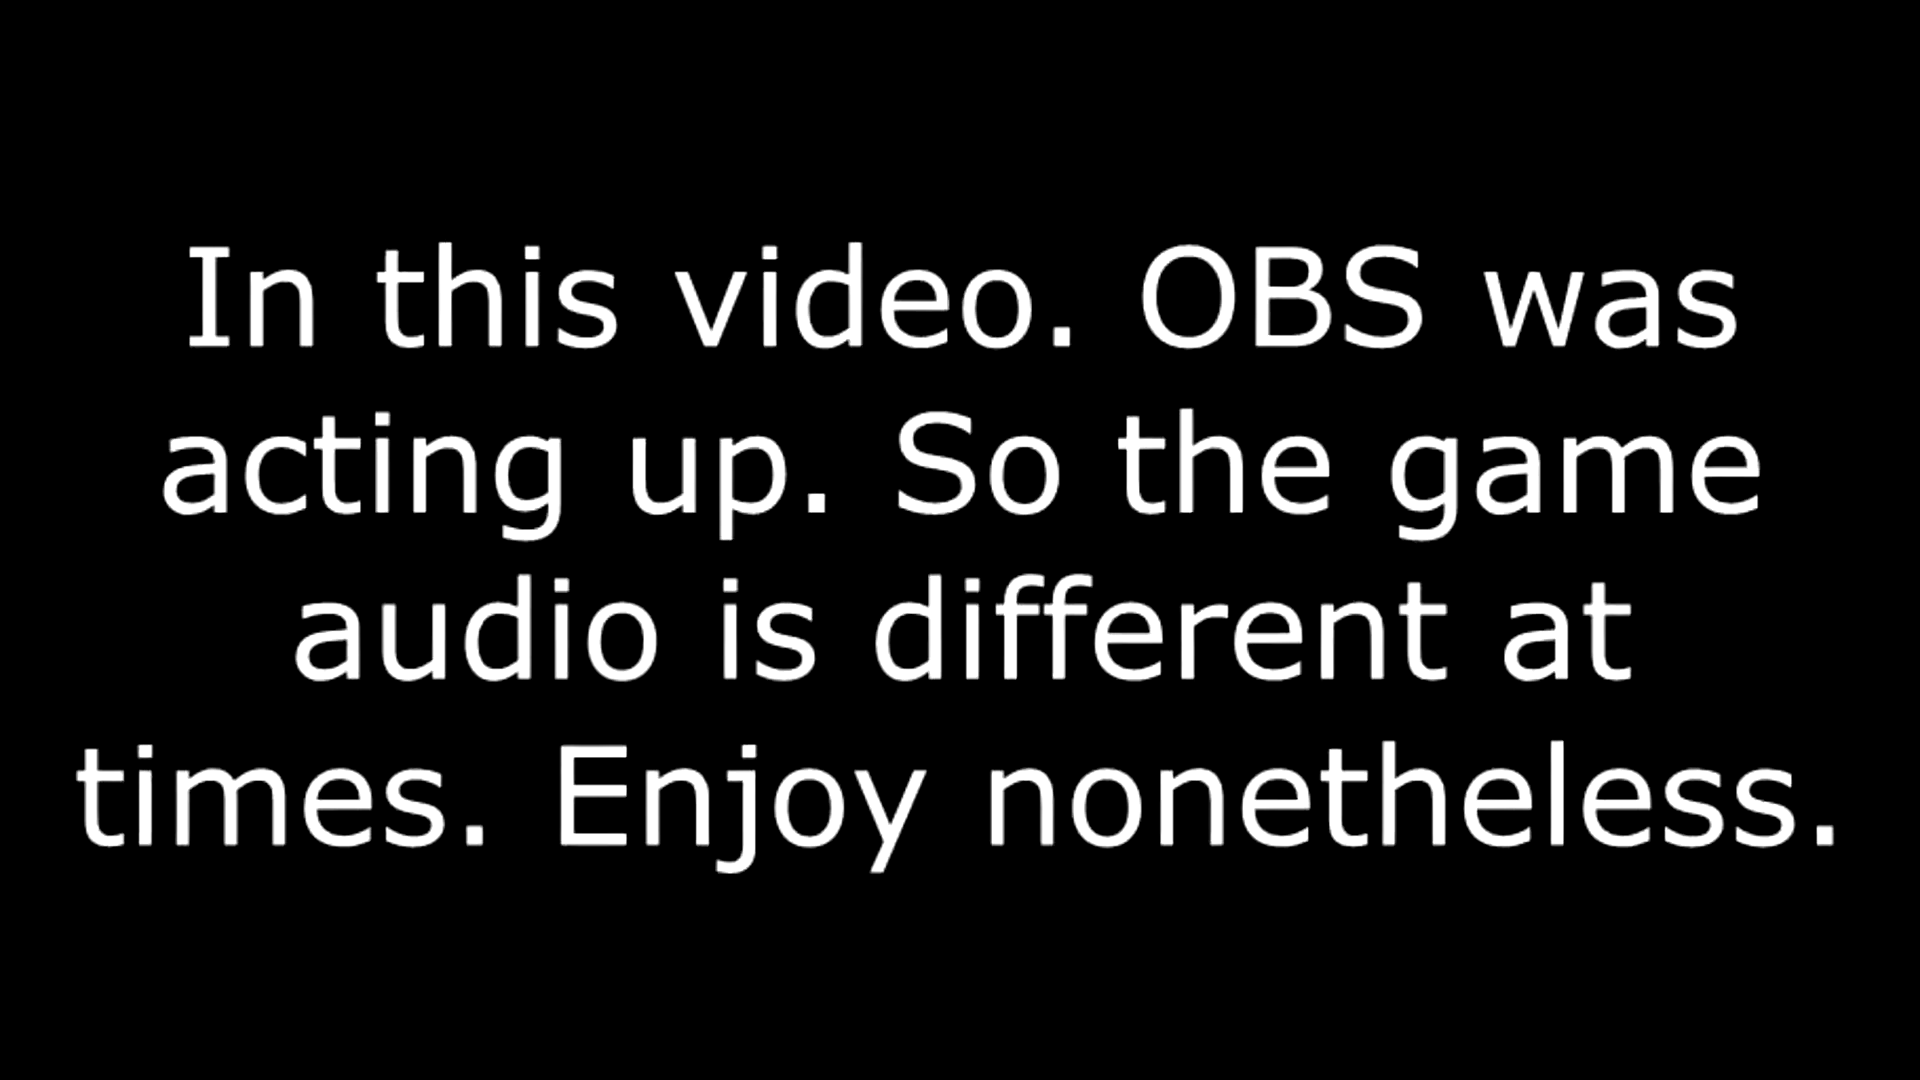 In this video. OBS was
acting up. So the game
audio is different at
times. Enjoy nonetheless.